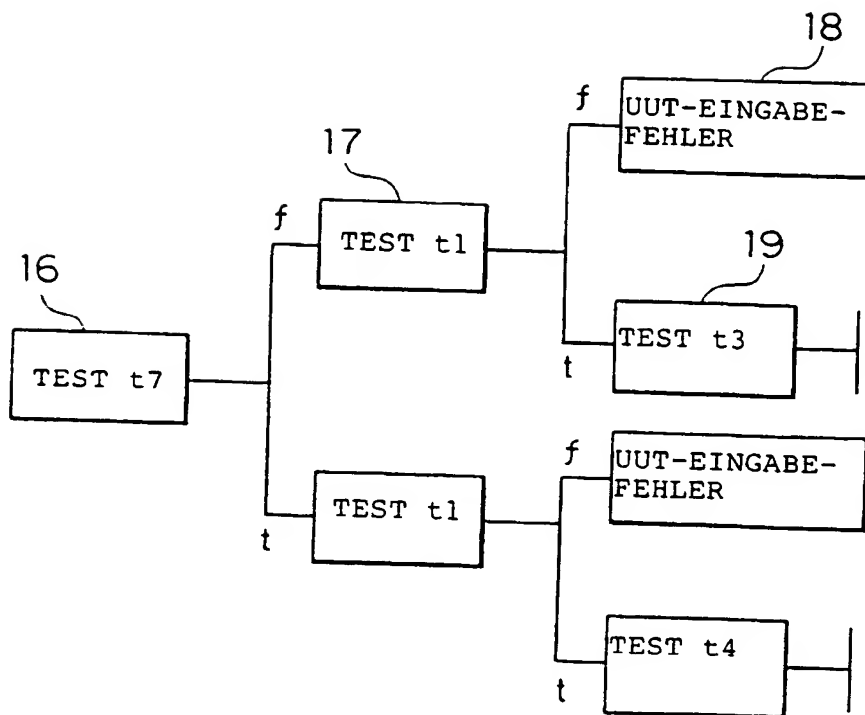 18
f
UUT-EINGABE-
FEHLER
17
f
TEST t1
19
16
t
TEST t3
TEST t7
f
UUT-EINGABE-
FEHLER
t
TEST t1
t
TEST t4